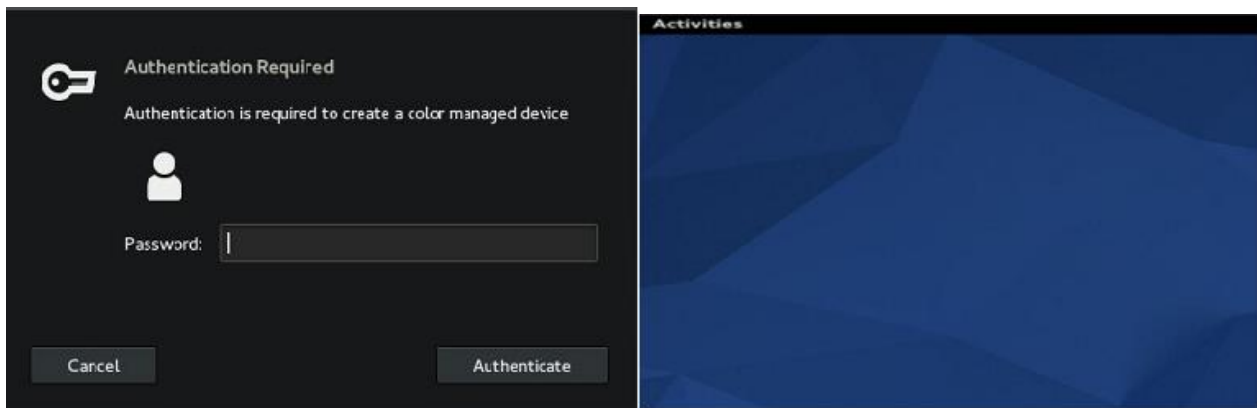 Authentication Required
Authentication is required to create a color managed device
Password:
Cancel
Authenticate
Activities